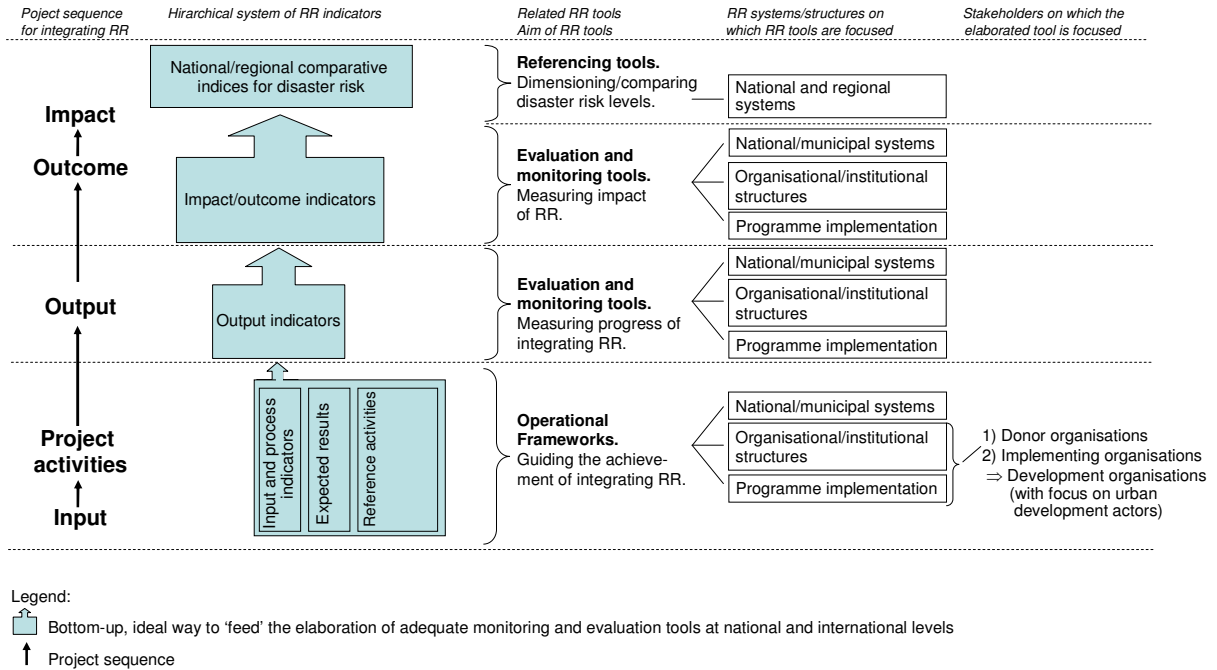 Poject sequence
for integrating RR
Hirarchical system of RR indicators
Related RR tools
Aim of RR tools
RR systems/structures on
which RR tools are focused
Stakeholders on which the
elaborated tool is focused
Impact
Outcome
National/regional comparative
indices for disaster risk
Referencing tools.
Dimensioning/comparing
disaster risk levels.
National and regional
systems
Impact/outcome indicators
Evaluation and
monitoring tools.
Measuring impact
of RR.
National/municipal systems
Organisational/institutional
structures
Programme implementation
Output
Output indicators
Evaluation and
monitoring tools.
Measuring progress of
integrating RR.
National/municipal systems
Organisational/institutional
structures
Programme implementation
Project
activities
Input
Input and process
indicators
Expected results
Reference activities
Operational
Frameworks.
Guiding the achieve-
ment of integrating RR.
National/municipal systems
Organisational/institutional
structures
Programme implementation
1) Donor organisations
2) Implementing organisations
⇒ Development organisations
(with focus on urban
development actors)
Legend:
Bottom-up, ideal way to ‘feed’ the elaboration of adequate monitoring and evaluation tools at national and international levels
Project sequence